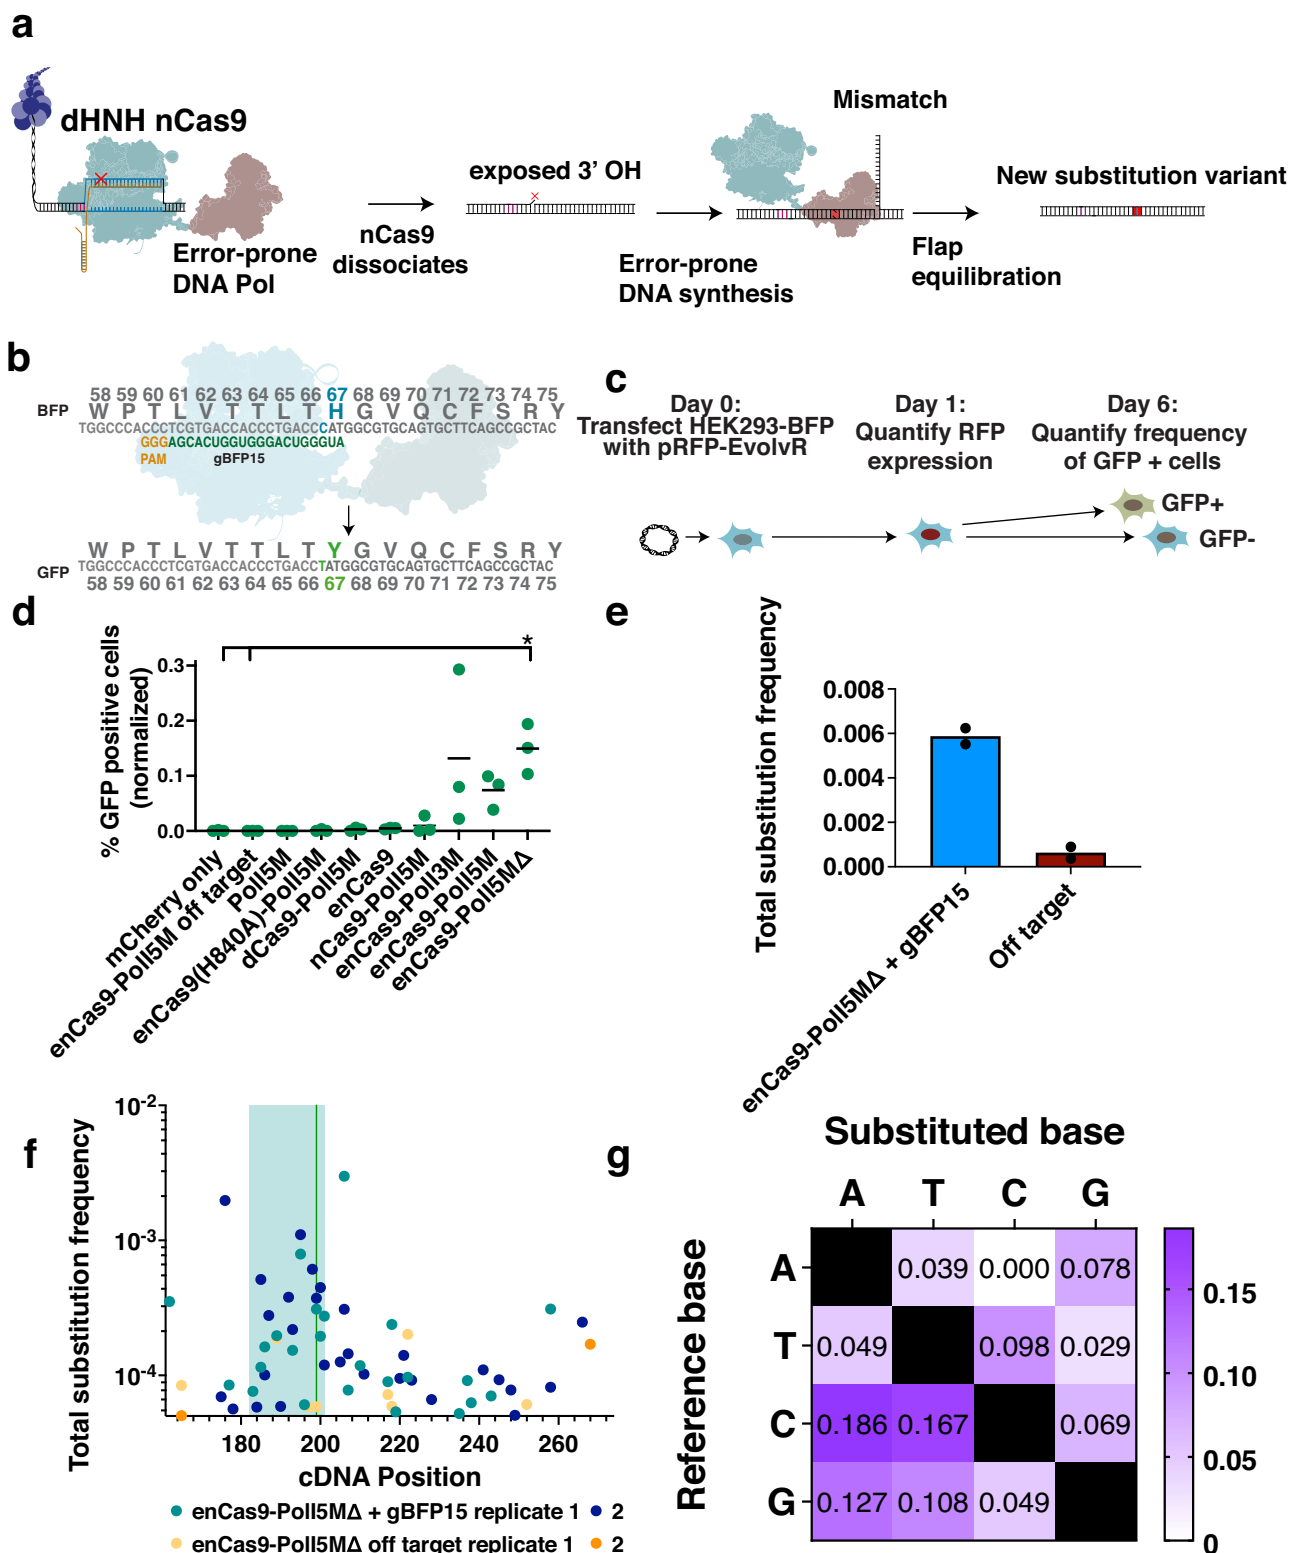 a
dHNH nCas9
Error-prone
DNA Pol
nCas9
dissociates
exposed 3' OH
Error-prone
DNA synthesis
Mismatch
Flap
equilibration
New substitution variant
b
58 59 60 61 62 63 64 65 66 67 68 69 70 71 72 73 74 75
BFP
W P T L V T T L T H G V Q C F S R Y
TGGCCCACCCTCGTGACCACCCTGACCCATGGCGTGCAGTGCTTCAGCCGCTAC
GGGAGCACUGGUGGGACUGGGUA
PAM
gBFP15
W P T L V T T L T Y G V Q C F S R Y
GFP
TGGCCCACCCTCGTGACCACCCTGACCTATGGCGTGCAGTGCTTCAGCCGCTAC
58 59 60 61 62 63 64 65 66 67 68 69 70 71 72 73 74 75
c
Day 0:
Transfect HEK293-BFP
with pRFP-EvolvR
Day 1:
Quantify RFP
expression
Day 6:
Quantify frequency
of GFP + cells
GFP+
GFP-
d
% GFP positive cells
(normalized)
0.3
0.2
0.1
0.0
*
mCherry only
enCas9-PolI5M off target
PolI5M
enCas9(H840A)-PolI5M
dCas9-PolI5M
enCas9
nCas9-PolI5M
enCas9-PolI3M
enCas9-PolI5M
enCas9-PolI5MΔ
e
Total substitution frequency
0.008
0.006
0.004
0.002
0.000
enCas9-PolI5MΔ + gBFP15
Off target
f
Total substitution frequency
10-2
10-3
10-4
180 200 220 240 260
cDNA Position
enCas9-PolI5MΔ + gBFP15 replicate 1 2
enCas9-PolI5MΔ off target replicate 1 2
g
Substituted base
A T C G
Reference base
A 0.039 0.000 0.078
T 0.049 0.098 0.029
C 0.186 0.167 0.069
G 0.127 0.108 0.049
0.15
0.10
0.05
0